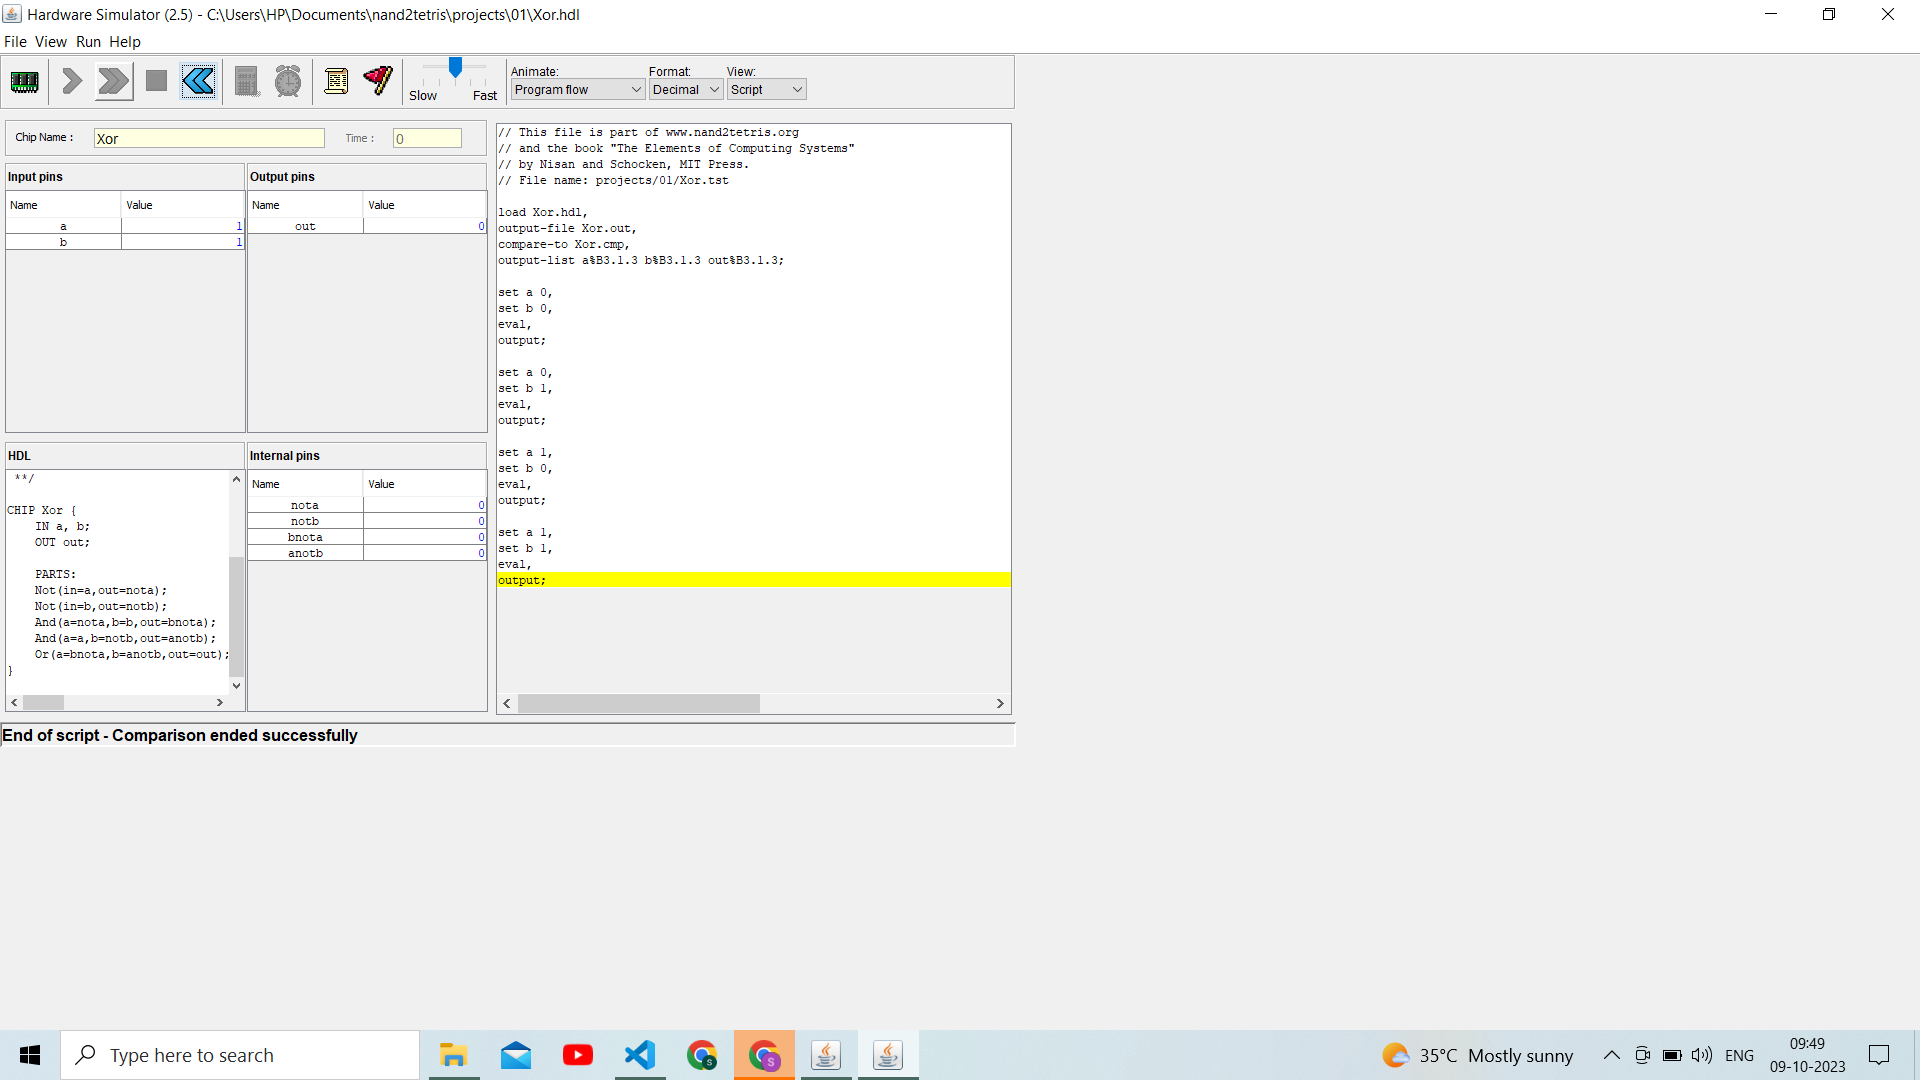 Hardware Simulator (2.5) - C:\Users\HP\Documents\nand2tetris\projects\01\Xor.hdl
File View Run Help
Animate: Format: View:
Slow Fast Program flow Decimal Script
Chip Name : Xor Time : 0
Input pins
Name Value
a 1
b 1
Output pins
Name Value
out 0
HDL
**/
CHIP Xor {
IN a, b;
OUT out;
PARTS:
Not(in=a,out=nota);
Not(in=b,out=notb);
And(a=nota,b=b,out=bnota);
And(a=a,b=notb,out=anotb);
Or(a=bnota,b=anotb,out=out);
}
Internal pins
Name Value
nota 0
notb 0
bnota 0
anotb 0
// This file is part of www.nand2tetris.org
// and the book "The Elements of Computing Systems"
// by Nisan and Schocken, MIT Press.
// File name: projects/01/Xor.tst
load Xor.hdl,
output-file Xor.out,
compare-to Xor.cmp,
output-list a%B3.1.3 b%B3.1.3 out%B3.1.3;
set a 0,
set b 0,
eval,
output;
set a 0,
set b 1,
eval,
output;
set a 1,
set b 0,
eval,
output;
set a 1,
set b 1,
eval,
output;
End of script - Comparison ended successfully
Type here to search
S
S
35°C Mostly sunny
ENG
09:49
09-10-2023